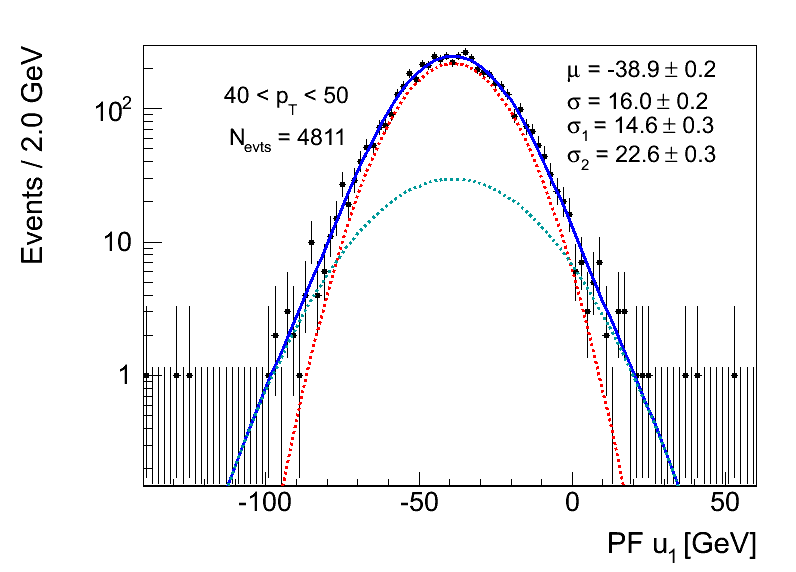 Events / 2.0 GeV
40 < p_T < 50
N_evts = 4811
μ = -38.9 ± 0.2
σ = 16.0 ± 0.2
σ_1 = 14.6 ± 0.3
σ_2 = 22.6 ± 0.3
10^2
10
1
-100 -50 0 50
PF u_1 [GeV]